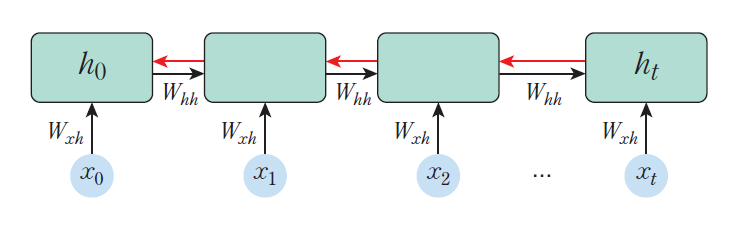 h₀ hₜ
Wₕₕ Wₕₕ Wₕₕ
Wₓₕ Wₓₕ Wₓₕ Wₓₕ
x₀ x₁ x₂ ... xₜ